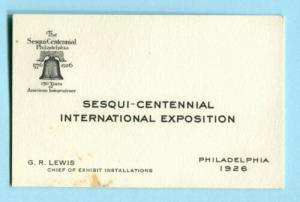 The
Sesqui Centennial
Philadelphia
1776 1926
150 Years of
American Independence
SESQUI-CENTENNIAL
INTERNATIONAL EXPOSITION
G. R. LEWIS
CHIEF OF EXHIBIT INSTALLATIONS
PHILADELPHIA
1926